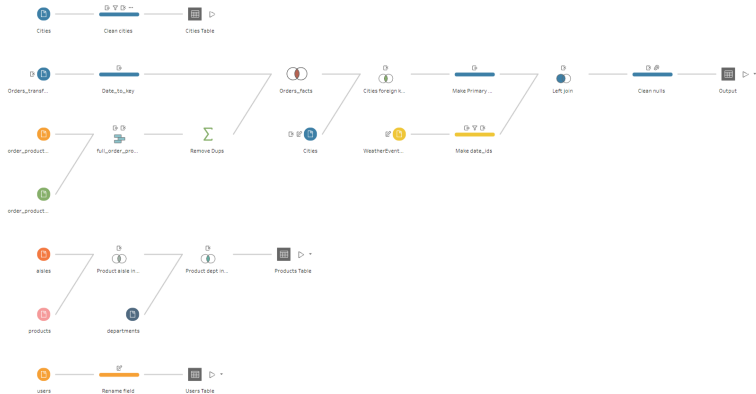 Cities
Clean cities
Cities Table
Orders_transf...
Date_to_key
Orders_facts
Cities foreign k...
Make Primary ...
Left join
Clean nulls
Output
order_product...
full_order_pro...
Remove Dups
Cities
WeatherEvent...
Make date_ids
order_product...
aisles
Product aisle in...
Product dept in...
Products Table
products
departments
users
Rename field
Users Table